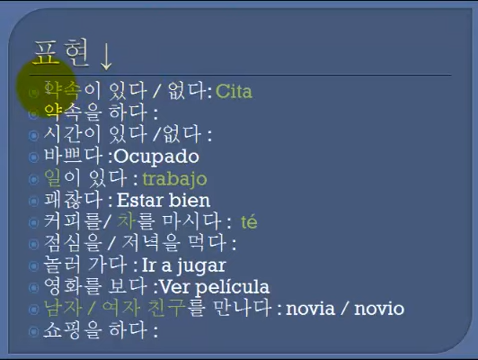 표현 ↓
약속이 있다 / 없다: Cita
약속을 하다 :
시간이 있다 /없다 :
바쁘다 :Ocupado
일이 있다 : trabajo
괜찮다 : Estar bien
커피를/ 차를 마시다 : té
점심을 / 저녁을 먹다 :
놀러 가다 : Ir a jugar
영화를 보다 :Ver película
남자 / 여자 친구를 만나다 : novia / novio
쇼핑을 하다 :